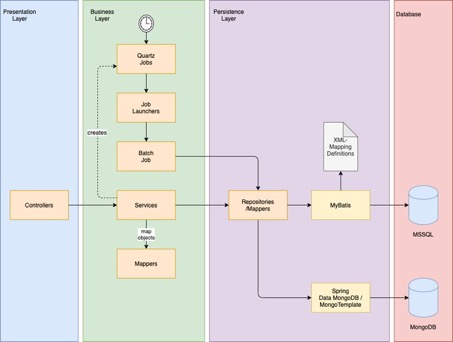 Presentation
Layer
Business
Layer
Persistence
Layer
Database
Quartz
Jobs
Job
Launchers
creates
Batch
Job
XML-
Mapping
Definitions
Controllers
Services
Repositories
/Mappers
MyBatis
MSSQL
map
objects
Mappers
Spring
Data MongoDB /
MongoTemplate
MongoDB